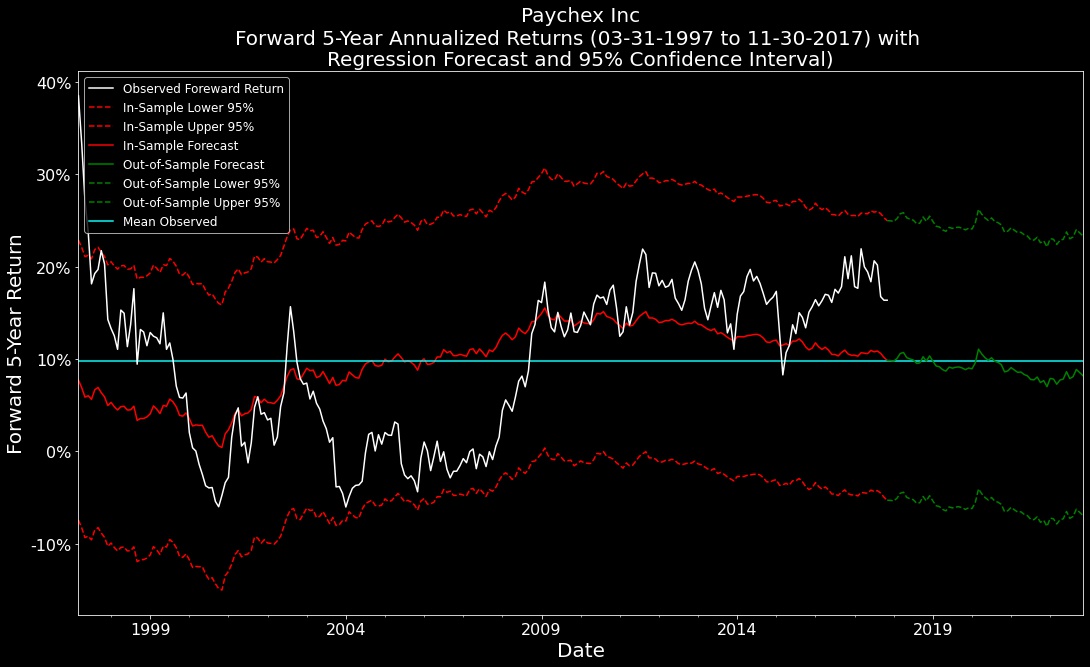 Paychex Inc
Forward 5-Year Annualized Returns (03-31-1997 to 11-30-2017) with
Regression Forecast and 95% Confidence Interval)
Observed Foreward Return
In-Sample Lower 95%
In-Sample Upper 95%
In-Sample Forecast
Out-of-Sample Forecast
Out-of-Sample Lower 95%
Out-of-Sample Upper 95%
Mean Observed
Forward 5-Year Return
40%
30%
20%
10%
0%
-10%
1999
2004
2009
2014
2019
Date